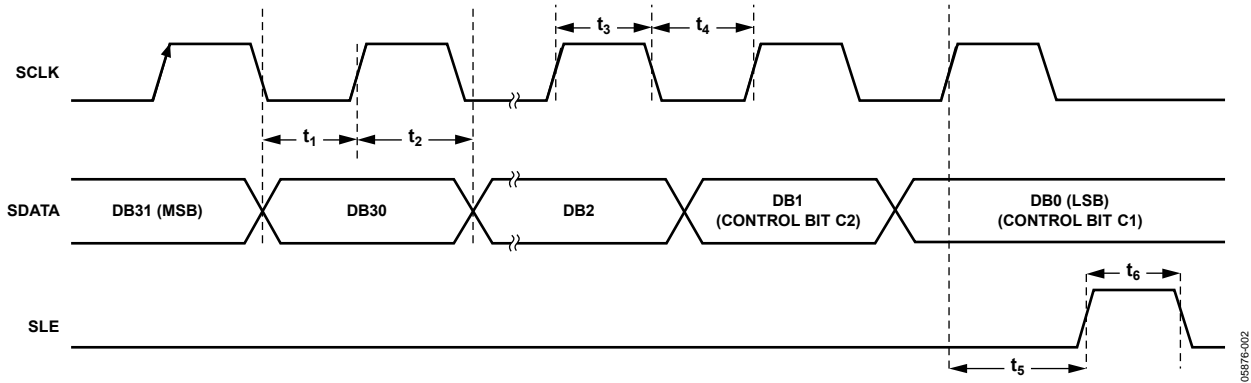 t3
t4
SCLK
t1
t2
SDATA
DB31 (MSB)
DB30
DB2
DB1
(CONTROL BIT C2)
DB0 (LSB)
(CONTROL BIT C1)
t6
SLE
t5
05876-002